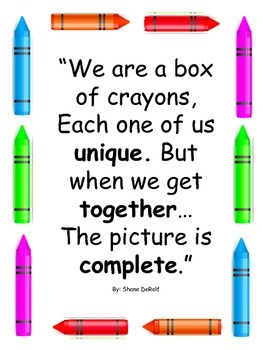 “We are a box
of crayons,
Each one of us
unique. But
when we get
together…
The picture is
complete.”
By: Shane DeRolf